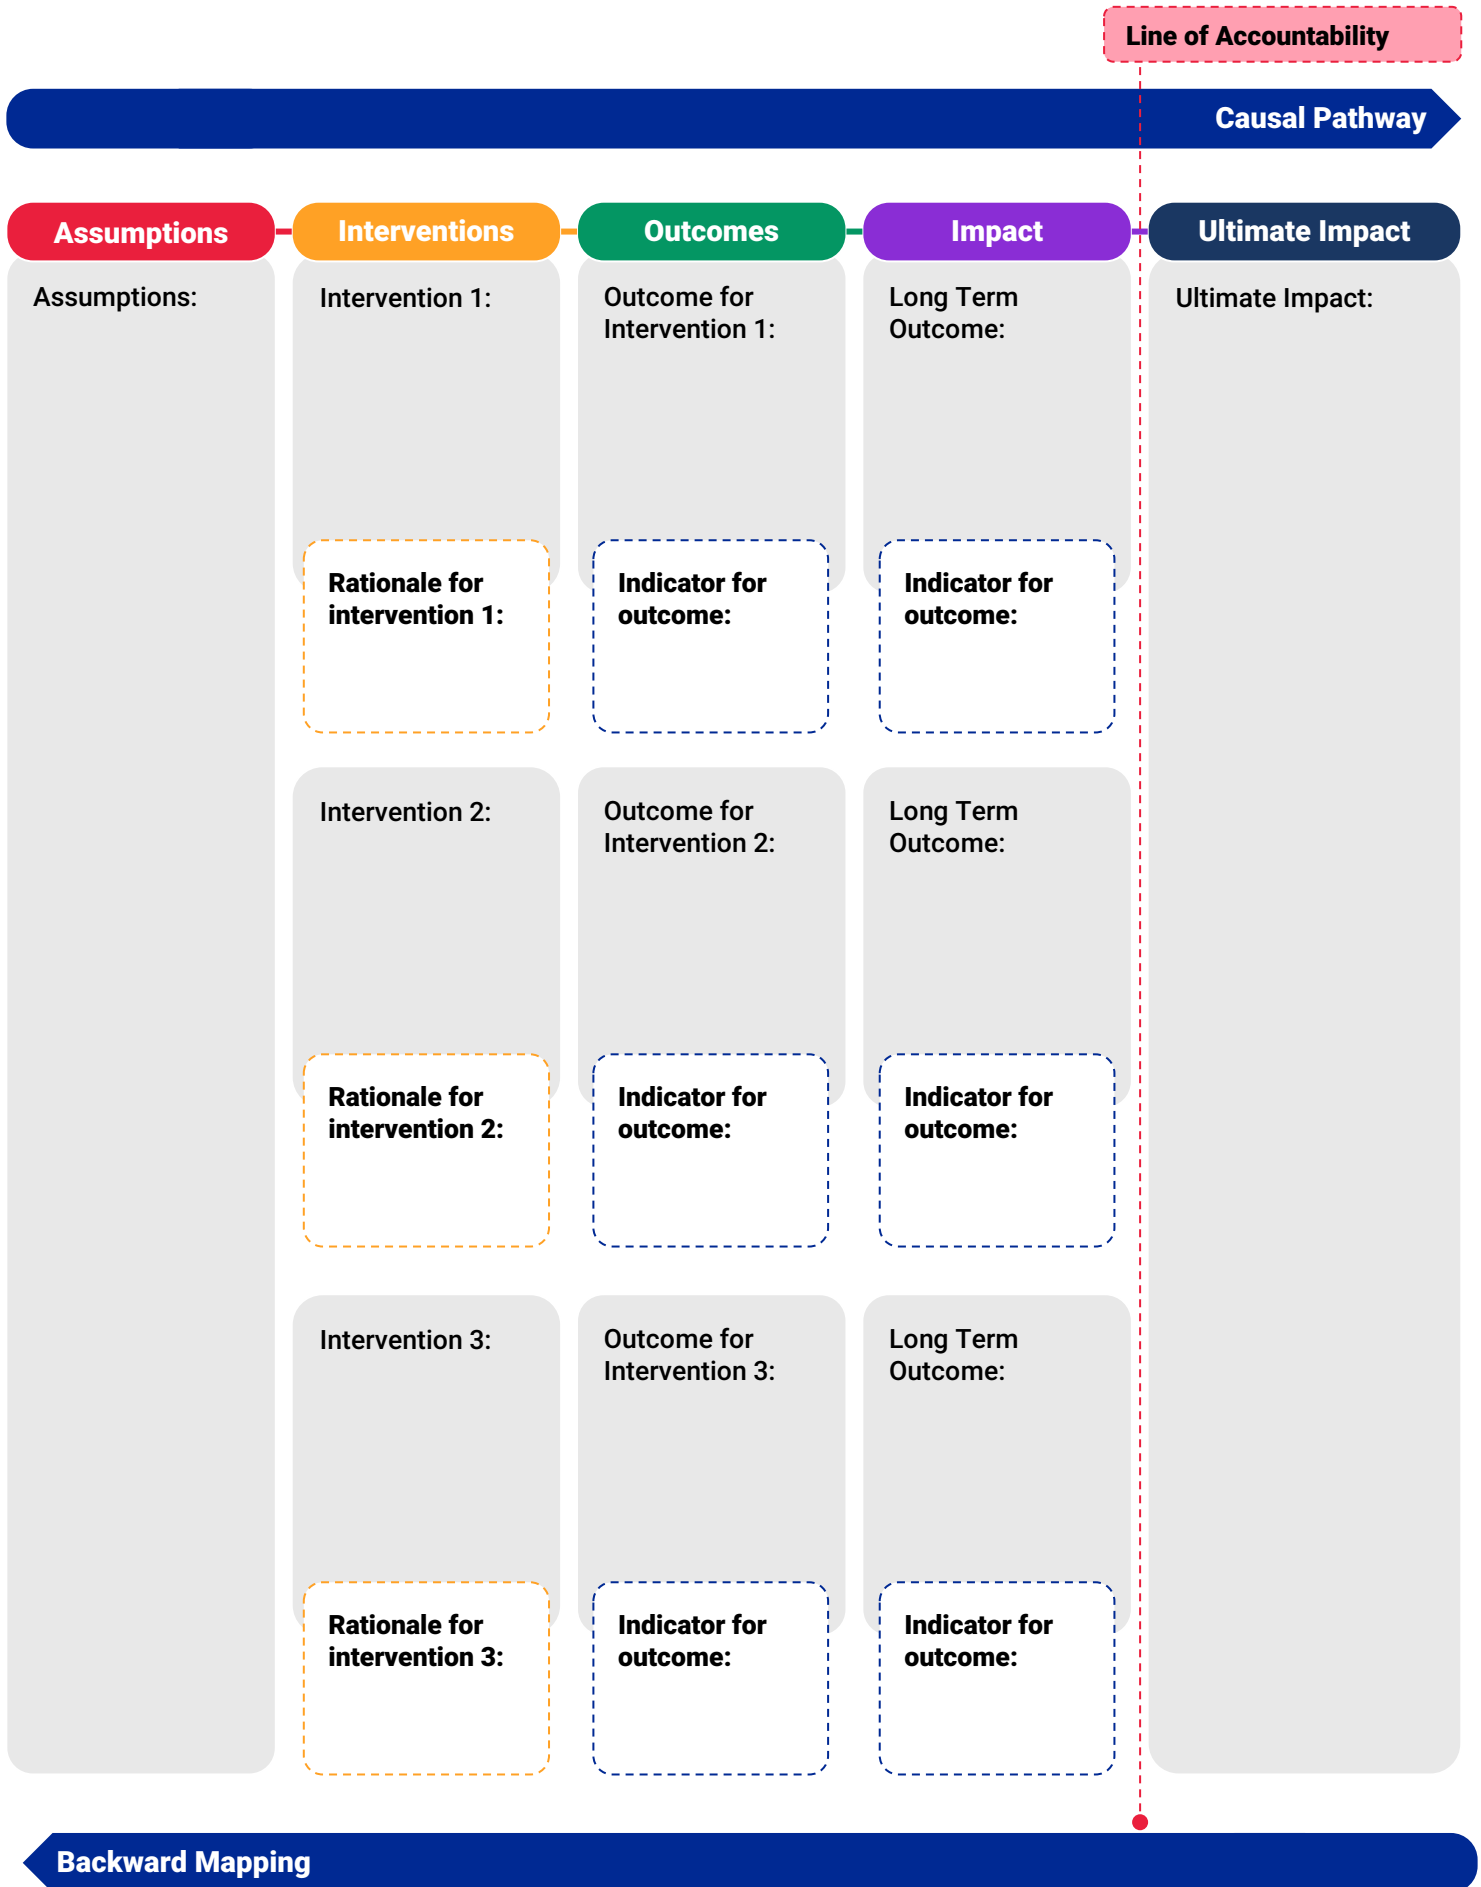 Line of Accountability
Causal Pathway
Assumptions
Interventions
Outcomes
Impact
Ultimate Impact
Assumptions:
Intervention 1:
Outcome for
Intervention 1:
Long Term
Outcome:
Ultimate Impact:
Rationale for
intervention 1:
Indicator for
outcome:
Indicator for
outcome:
Intervention 2:
Outcome for
Intervention 2:
Long Term
Outcome:
Rationale for
intervention 2:
Indicator for
outcome:
Indicator for
outcome:
Intervention 3:
Outcome for
Intervention 3:
Long Term
Outcome:
Rationale for
intervention 3:
Indicator for
outcome:
Indicator for
outcome:
Backward Mapping